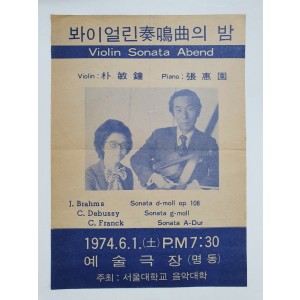 봐이얼린奏鳴曲의 밤
Violin Sonata Abend
Violin : 朴敏鐘 Piano : 張惠園
J. Brahms Sonata d-moll op. 108
C. Debussy Sonata g-moll
C. Franck Sonata A-Dur
1974.6.1.(土) P.M 7:30
예술극장(명동)
주최 : 서울대학교 음악대학